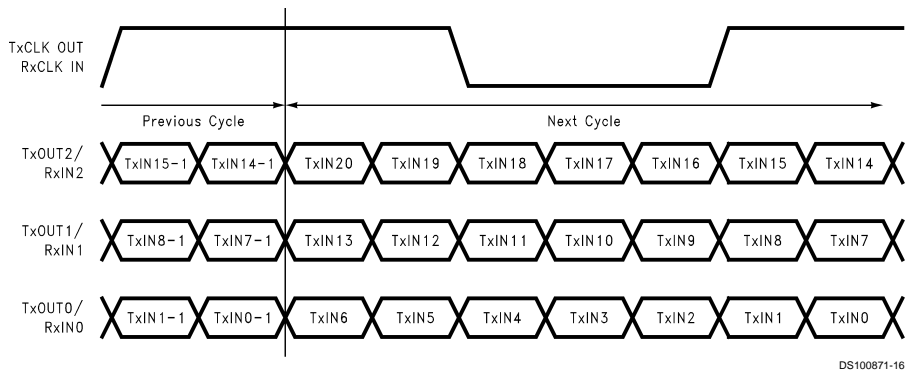 TxCLK OUT
RxCLK IN
Previous Cycle Next Cycle
TxOUT2/
RxIN2
TxIN15-1 TxIN14-1 TxIN20 TxIN19 TxIN18 TxIN17 TxIN16 TxIN15 TxIN14
TxOUT1/
RxIN1
TxIN8-1 TxIN7-1 TxIN13 TxIN12 TxIN11 TxIN10 TxIN9 TxIN8 TxIN7
TxOUT0/
RxIN0
TxIN1-1 TxIN0-1 TxIN6 TxIN5 TxIN4 TxIN3 TxIN2 TxIN1 TxIN0
DS100871-16